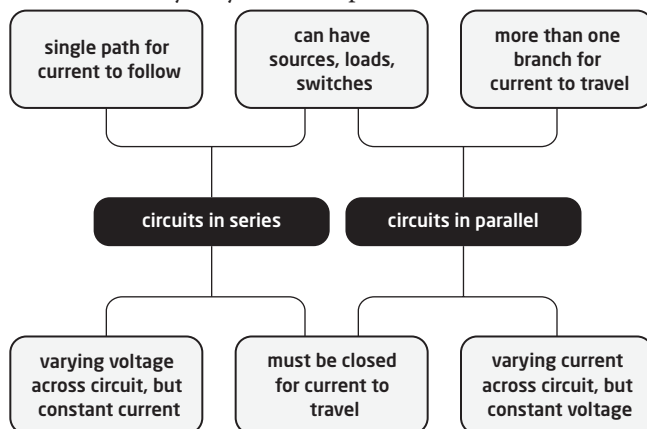 single path for
current to follow
can have
sources, loads,
switches
more than one
branch for
current to travel
circuits in series
circuits in parallel
varying voltage
across circuit, but
constant current
must be closed
for current to
travel
varying current
across circuit, but
constant voltage